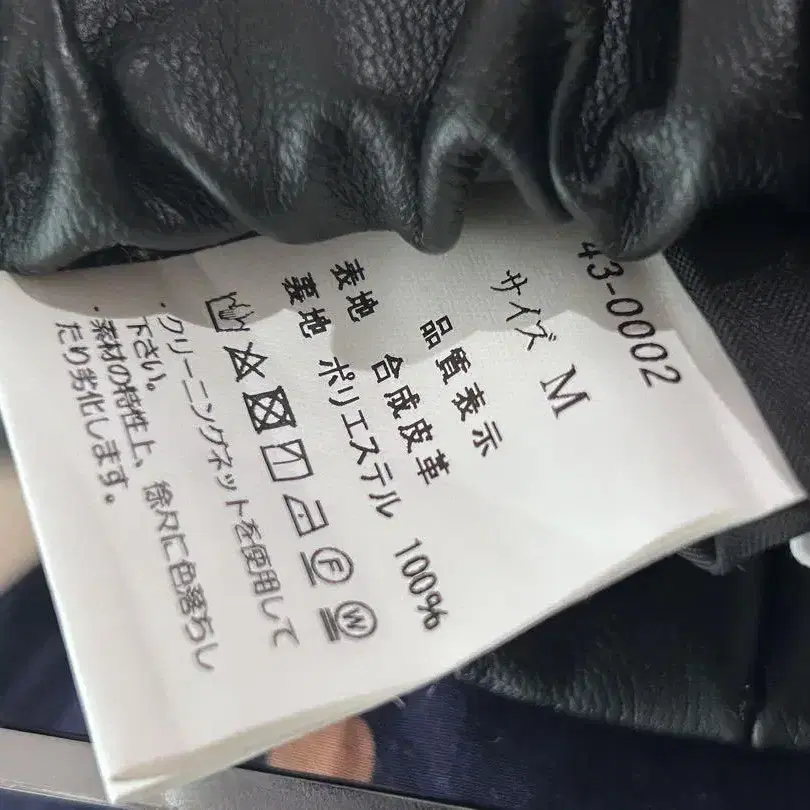 43-0002
サイズ M
品質表示
表地 合成皮革
裏地 ポリエステル 100%
F W
・クリーニングネットを使用して
下さい。
・素材の特性上、徐々に色落ちし
たり劣化します。